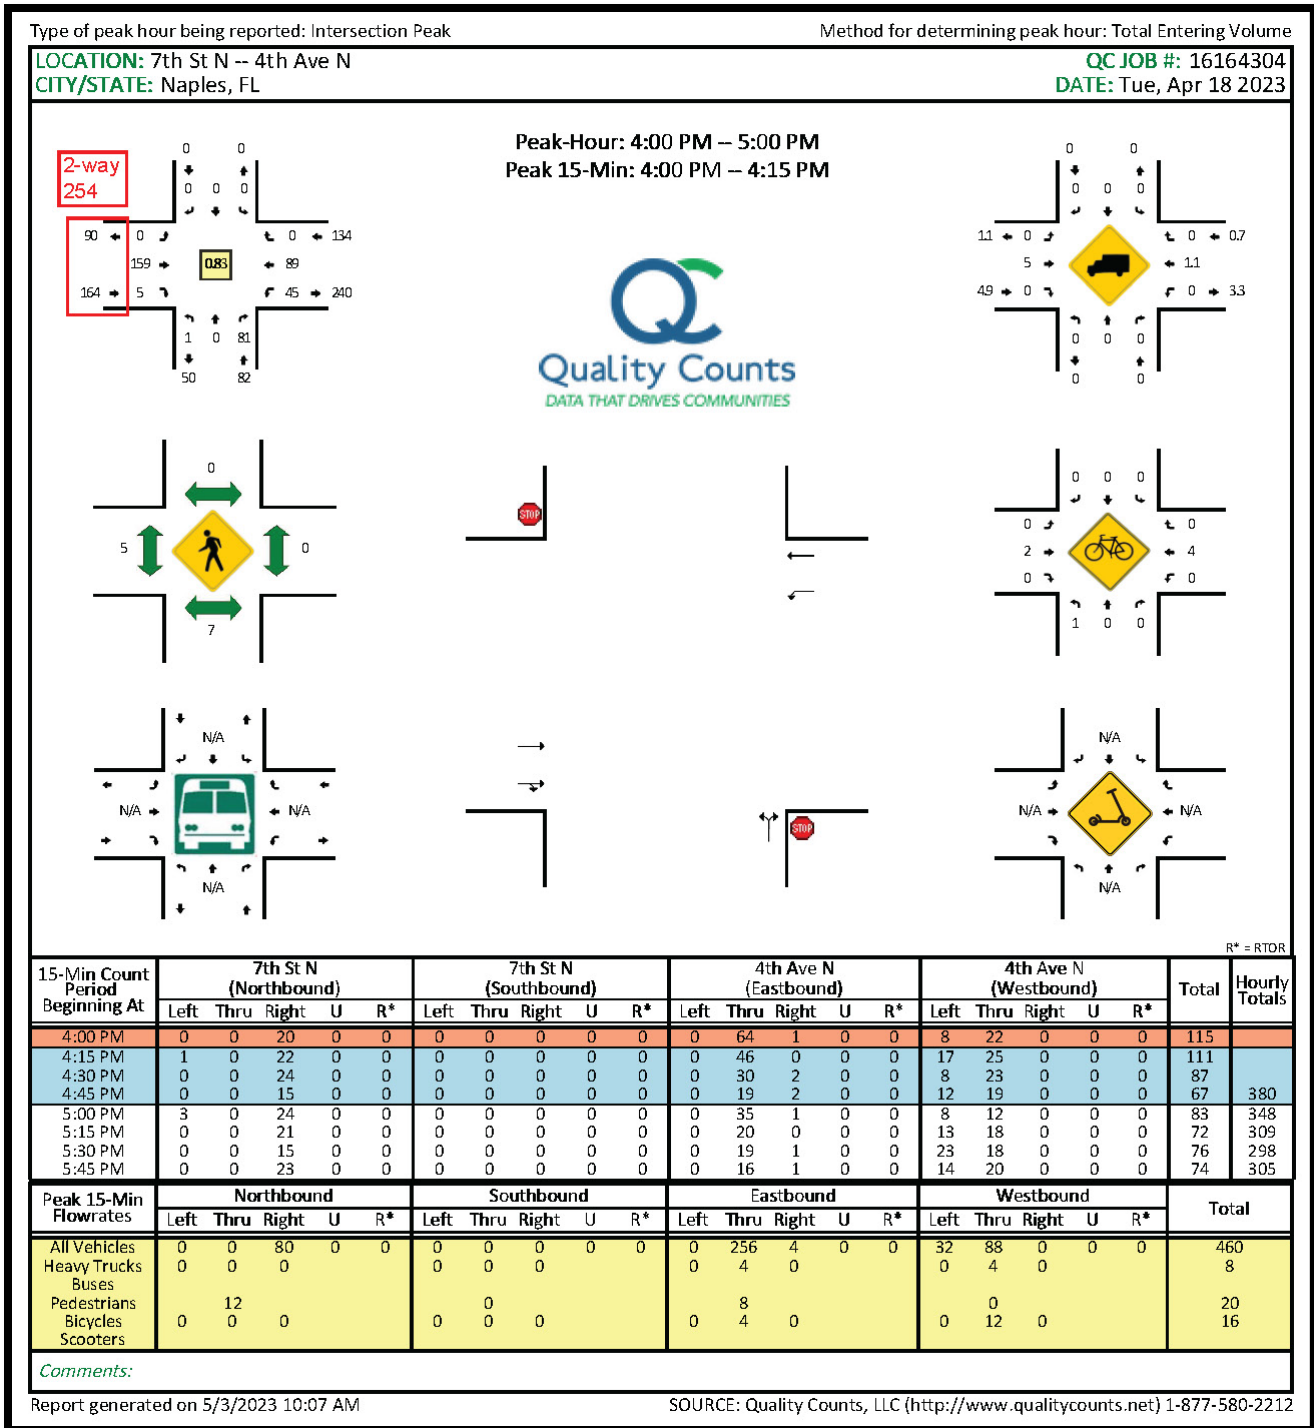 Type of peak hour being reported: Intersection Peak Method for determining peak hour: Total Entering Volume
LOCATION: 7th St N -- 4th Ave N QC JOB #: 16164304
CITY/STATE: Naples, FL DATE: Tue, Apr 18 2023
Peak-Hour: 4:00 PM -- 5:00 PM
Peak 15-Min: 4:00 PM -- 4:15 PM
2-way
254
0 0
0 0 0
90 0 0 134
159 0.83 89
164 5 45 240
1 0 81
50 82
Quality Counts
DATA THAT DRIVES COMMUNITIES
0 0
0 0 0
1.1 0 0 0.7
5 1.1
4.9 0 0 3.3
0 0 0
0 0
0
5 0
7
STOP
0 0 0
0 0
2 4
0 0
1 0 0
N/A
N/A N/A
N/A
STOP
N/A
N/A N/A
N/A
R* = RTOR
15-Min Count Period Beginning At 7th St N (Northbound) 7th St N (Southbound) 4th Ave N (Eastbound) 4th Ave N (Westbound) Total Hourly Totals
Left Thru Right U R* Left Thru Right U R* Left Thru Right U R* Left Thru Right U R*
4:00 PM 0 0 20 0 0 0 0 0 0 0 0 64 1 0 0 8 22 0 0 0 115
4:15 PM 1 0 22 0 0 0 0 0 0 0 0 46 0 0 0 17 25 0 0 0 111
4:30 PM 0 0 24 0 0 0 0 0 0 0 0 30 2 0 0 8 23 0 0 0 87
4:45 PM 0 0 15 0 0 0 0 0 0 0 0 19 2 0 0 12 19 0 0 0 67 380
5:00 PM 3 0 24 0 0 0 0 0 0 0 0 35 1 0 0 8 12 0 0 0 83 348
5:15 PM 0 0 21 0 0 0 0 0 0 0 0 20 0 0 0 13 18 0 0 0 72 309
5:30 PM 0 0 15 0 0 0 0 0 0 0 0 19 1 0 0 23 18 0 0 0 76 298
5:45 PM 0 0 23 0 0 0 0 0 0 0 0 16 1 0 0 14 20 0 0 0 74 305
Peak 15-Min Flowrates Northbound Southbound Eastbound Westbound Total
Left Thru Right U R* Left Thru Right U R* Left Thru Right U R* Left Thru Right U R*
All Vehicles 0 0 80 0 0 0 0 0 0 0 0 256 4 0 0 32 88 0 0 0 460
Heavy Trucks 0 0 0 0 0 0 0 4 0 0 4 0 8
Buses
Pedestrians 12 0 8 0 20
Bicycles 0 0 0 0 0 0 0 4 0 0 12 0 16
Scooters
Comments:
Report generated on 5/3/2023 10:07 AM SOURCE: Quality Counts, LLC (http://www.qualitycounts.net) 1-877-580-2212